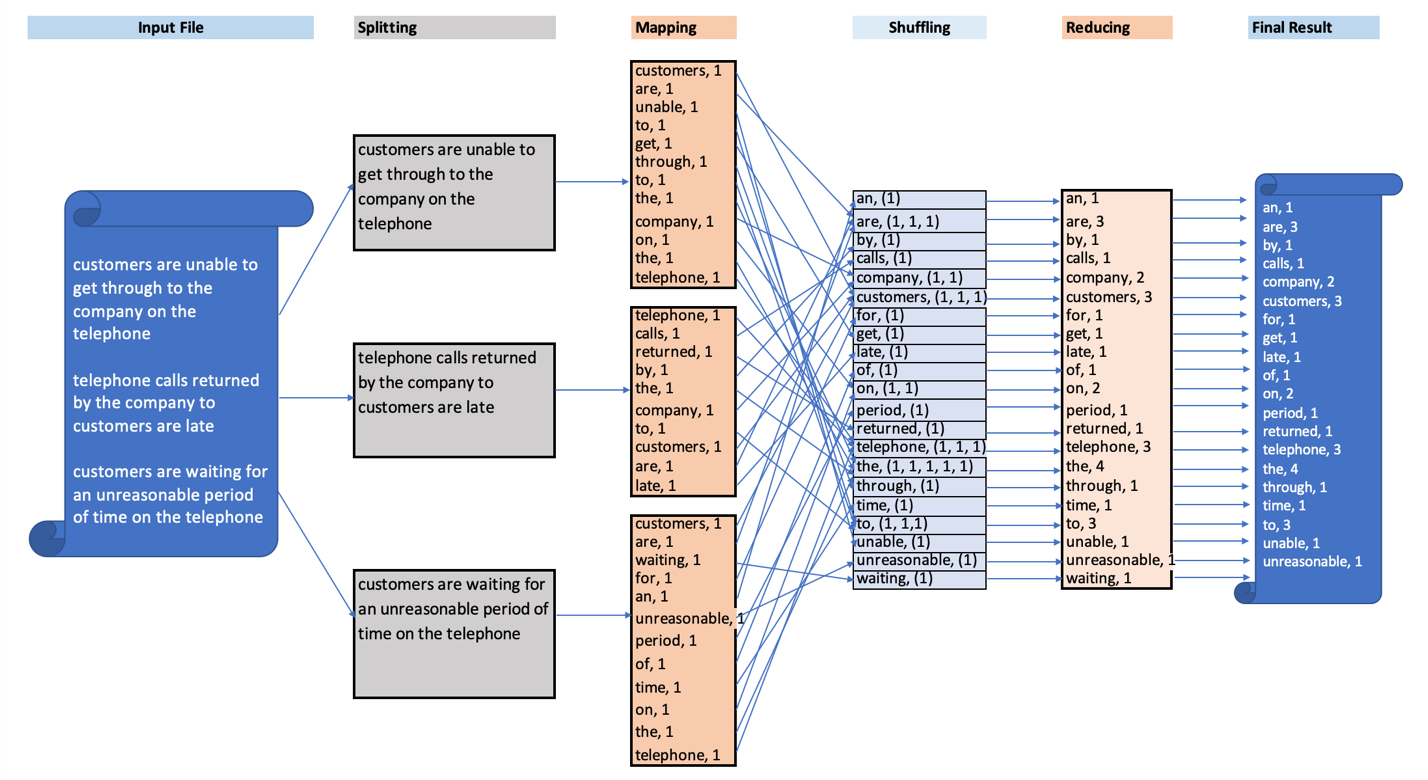 Input File
Splitting
Mapping
Shuffling
Reducing
Final Result
customers are unable to
get through to the
company on the
telephone
telephone calls returned
by the company to
customers are late
customers are waiting for
an unreasonable period
of time on the telephone
customers are unable to
get through to the
company on the
telephone
telephone calls returned
by the company to
customers are late
customers are waiting for
an unreasonable period of
time on the telephone
customers, 1
are, 1
unable, 1
to, 1
get, 1
through, 1
to, 1
the, 1
company, 1
on, 1
the, 1
telephone, 1
telephone, 1
calls, 1
returned, 1
by, 1
the, 1
company, 1
to, 1
customers, 1
are, 1
late, 1
customers, 1
are, 1
waiting, 1
for, 1
an, 1
unreasonable, 1
period, 1
of, 1
time, 1
on, 1
the, 1
telephone, 1
an, (1)
are, (1, 1, 1)
by, (1)
calls, (1)
company, (1, 1)
customers, (1, 1, 1)
for, (1)
get, (1)
late, (1)
of, (1)
on, (1, 1)
period, (1)
returned, (1)
telephone, (1, 1, 1)
the, (1, 1, 1, 1, 1)
through, (1)
time, (1)
to, (1, 1,1)
unable, (1)
unreasonable, (1)
waiting, (1)
an, 1
are, 3
by, 1
calls, 1
company, 2
customers, 3
for, 1
get, 1
late, 1
of, 1
on, 2
period, 1
returned, 1
telephone, 3
the, 4
through, 1
time, 1
to, 3
unable, 1
unreasonable, 1
waiting, 1
an, 1
are, 3
by, 1
calls, 1
company, 2
customers, 3
for, 1
get, 1
late, 1
of, 1
on, 2
period, 1
returned, 1
telephone, 3
the, 4
through, 1
time, 1
to, 3
unable, 1
unreasonable, 1